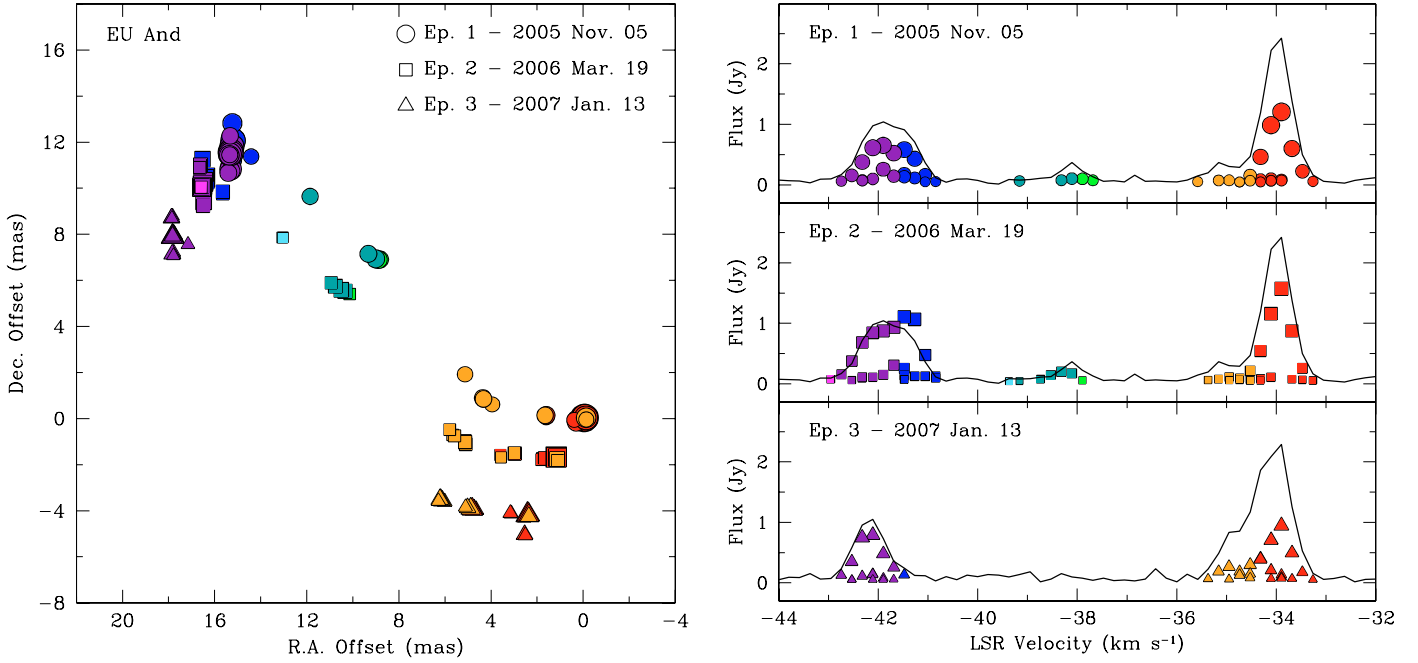 EU And
Ep. 1 – 2005 Nov. 05
Ep. 2 – 2006 Mar. 19
Ep. 3 – 2007 Jan. 13
16
12
8
4
0
−4
−8
Dec. Offset (mas)
20
16
12
8
4
0
−4
R.A. Offset (mas)
Ep. 1 – 2005 Nov. 05
2
1
0
Flux (Jy)
Ep. 2 – 2006 Mar. 19
2
1
0
Flux (Jy)
Ep. 3 – 2007 Jan. 13
2
1
0
Flux (Jy)
−44
−42
−40
−38
−36
−34
−32
LSR Velocity (km s⁻¹)